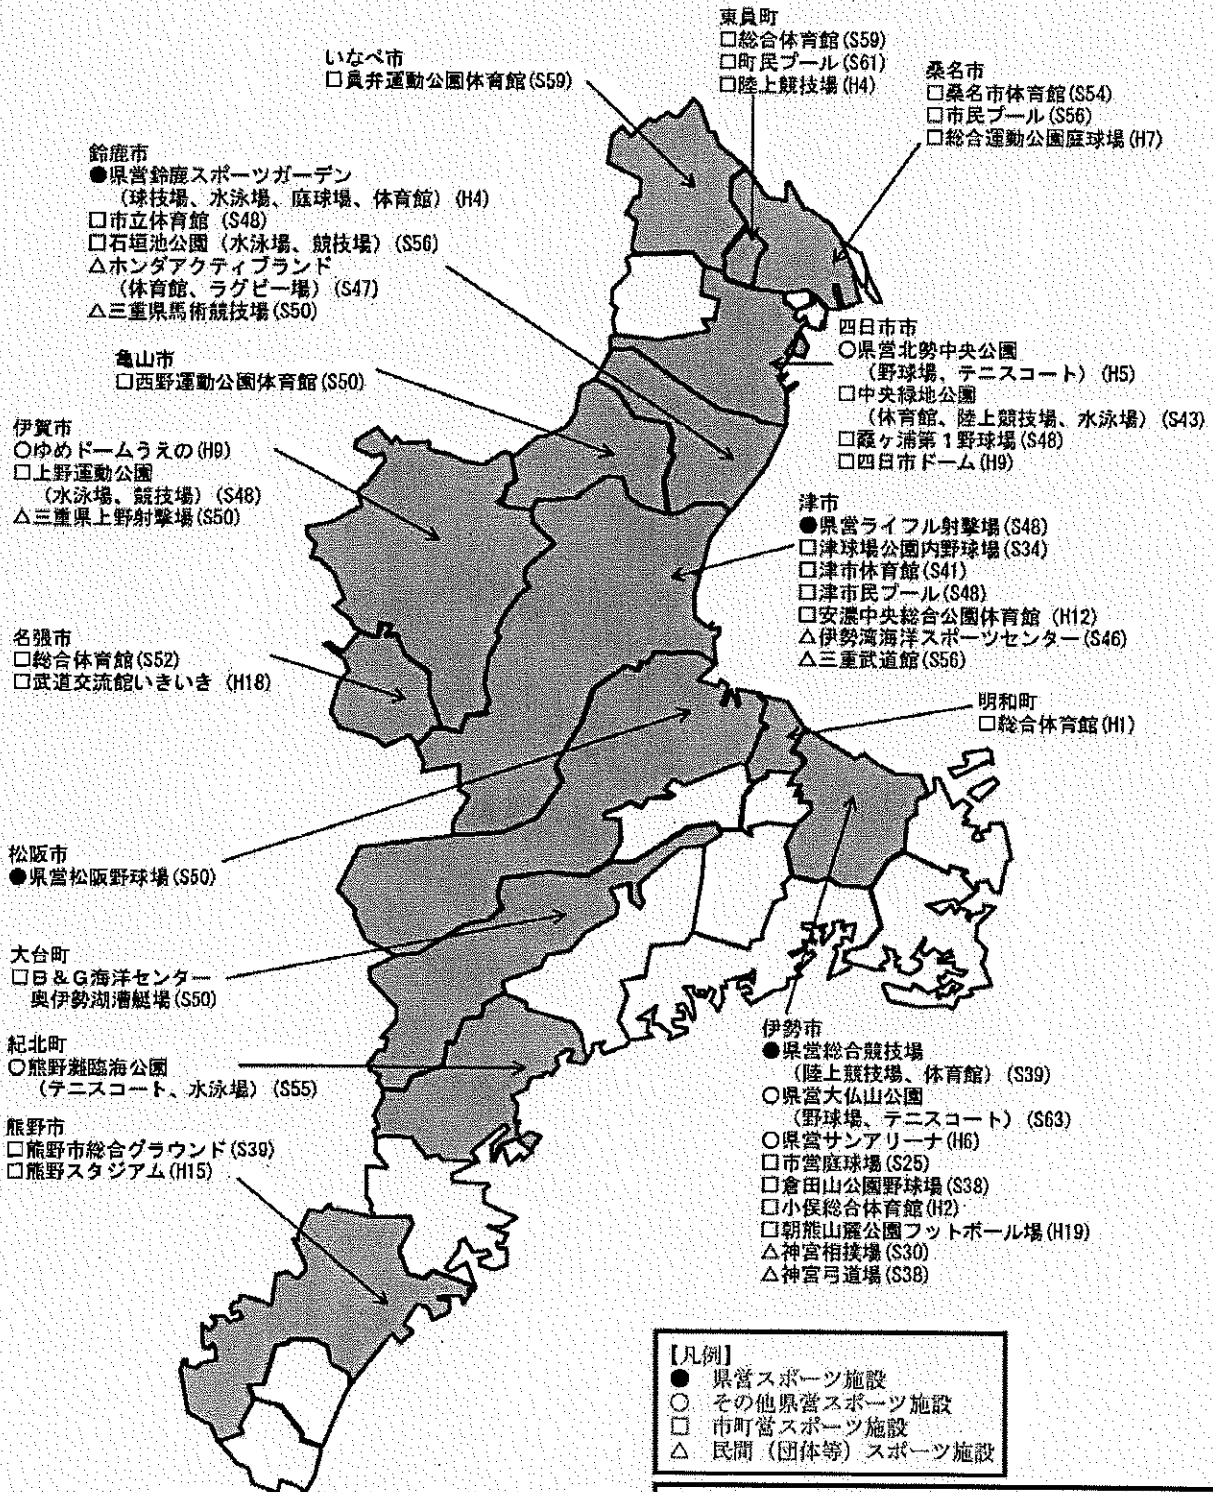 東員町
□総合体育館(S59)
□町民プール(S61)
□陸上競技場(H4)
いなべ市
□員弁運動公園体育館(S59)
桑名市
□桑名市体育館(S54)
□市民プール(S56)
□総合運動公園庭球場(H7)
鈴鹿市
●県営鈴鹿スポーツガーデン
(球技場、水泳場、庭球場、体育館)(H4)
□市立体育館(S48)
□石垣池公園(水泳場、競技場)(S56)
△ホンダアクティブランド
(体育館、ラグビー場)(S47)
△三重県馬術競技場(S50)
四日市市
○県営北勢中央公園
(野球場、テニスコート)(H5)
□中央緑地公園
(体育館、陸上競技場、水泳場)(S43)
□霞ヶ浦第1野球場(S48)
□四日市ドーム(H9)
亀山市
□西野運動公園体育館(S50)
伊賀市
○ゆめドームうえの(H9)
□上野運動公園
(水泳場、競技場)(S48)
△三重県上野射撃場(S50)
津市
●県営ライフル射撃場(S48)
□津球場公園内野球場(S34)
□津市体育館(S41)
□津市民プール(S48)
□安濃中央総合公園体育館(H12)
△伊勢湾海洋スポーツセンター(S46)
△三重武道館(S56)
名張市
□総合体育館(S52)
□武道交流館いきいき(H18)
明和町
□総合体育館(H1)
松阪市
●県営松阪野球場(S50)
大台町
□B&G海洋センター
奥伊勢湖漕艇場(S50)
紀北町
○熊野灘臨海公園
(テニスコート、水泳場)(S55)
熊野市
□熊野市総合グラウンド(S39)
□熊野スタジアム(H15)
伊勢市
●県営総合競技場
(陸上競技場、体育館)(S39)
○県営大仏山公園
(野球場、テニスコート)(S63)
○県営サンアリーナ(H6)
□市営庭球場(S25)
□倉田山公園野球場(S38)
□小俣総合体育館(H2)
□朝熊山麓公園フットボール場(H19)
△神宮相撲場(S30)
△神宮弓道場(S38)
【凡例】
● 県営スポーツ施設
○ その他県営スポーツ施設
□ 市町営スポーツ施設
△ 民間(団体等)スポーツ施設